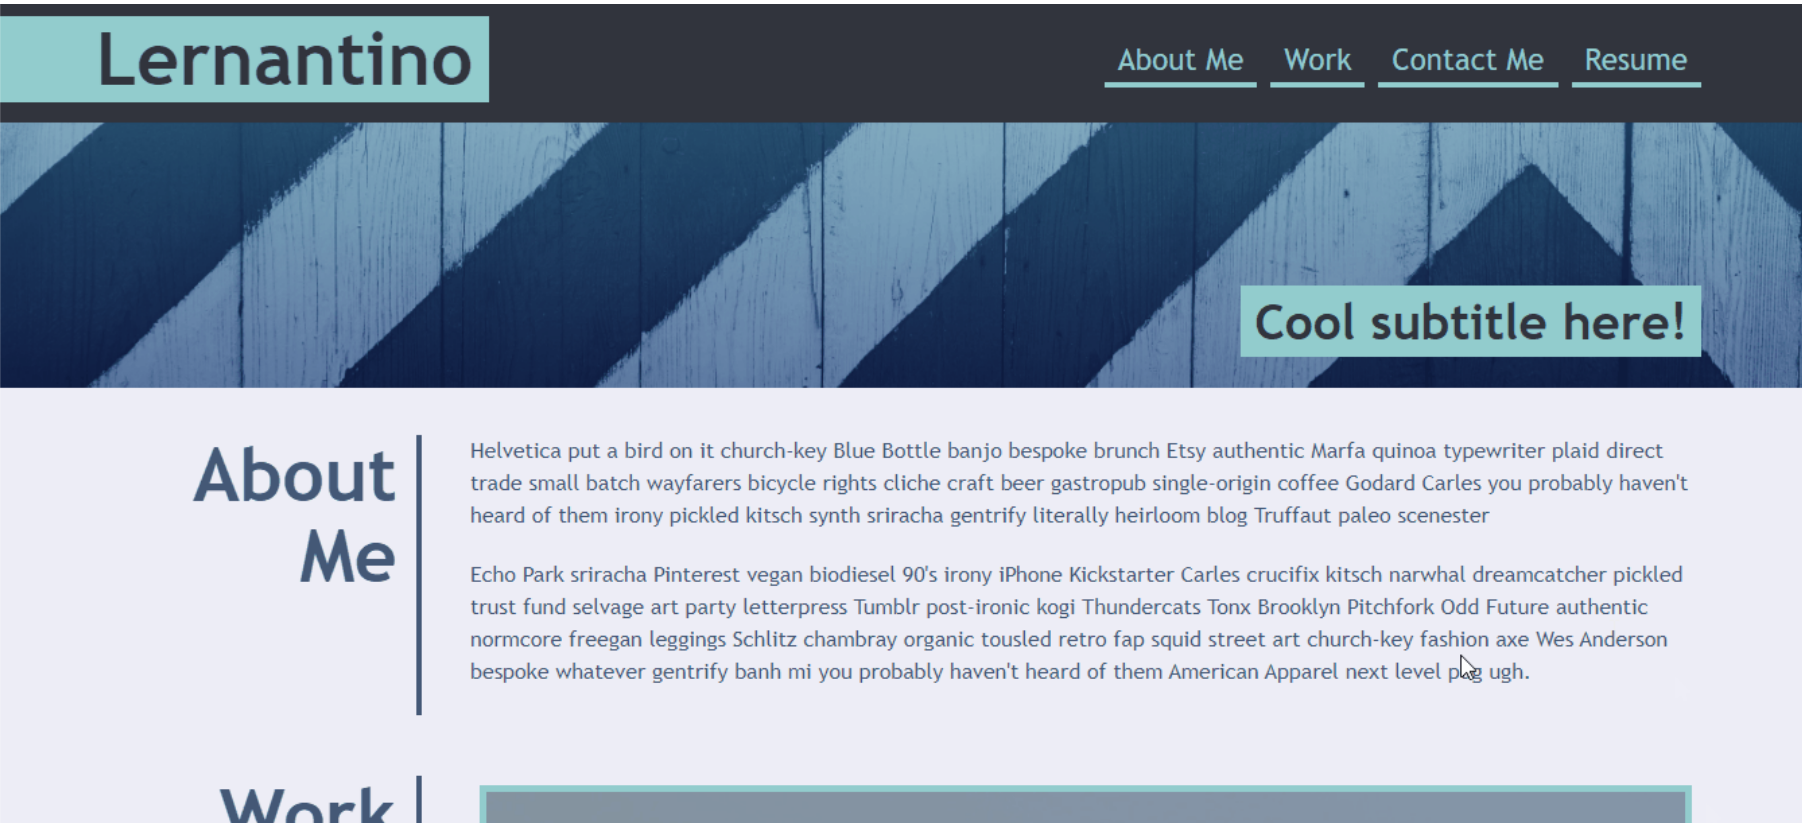 Lernantino
About Me Work Contact Me Resume
Cool subtitle here!
About
Me
Helvetica put a bird on it church-key Blue Bottle banjo bespoke brunch Etsy authentic Marfa quinoa typewriter plaid direct
trade small batch wayfarers bicycle rights cliche craft beer gastropub single-origin coffee Godard Carles you probably haven't
heard of them irony pickled kitsch synth sriracha gentrify literally heirloom blog Truffaut paleo scenester
Echo Park sriracha Pinterest vegan biodiesel 90's irony iPhone Kickstarter Carles crucifix kitsch narwhal dreamcatcher pickled
trust fund selvage art party letterpress Tumblr post-ironic kogi Thundercats Tonx Brooklyn Pitchfork Odd Future authentic
normcore freegan leggings Schlitz chambray organic tousled retro fap squid street art church-key fashion axe Wes Anderson
bespoke whatever gentrify banh mi you probably haven't heard of them American Apparel next level ugh.
Work